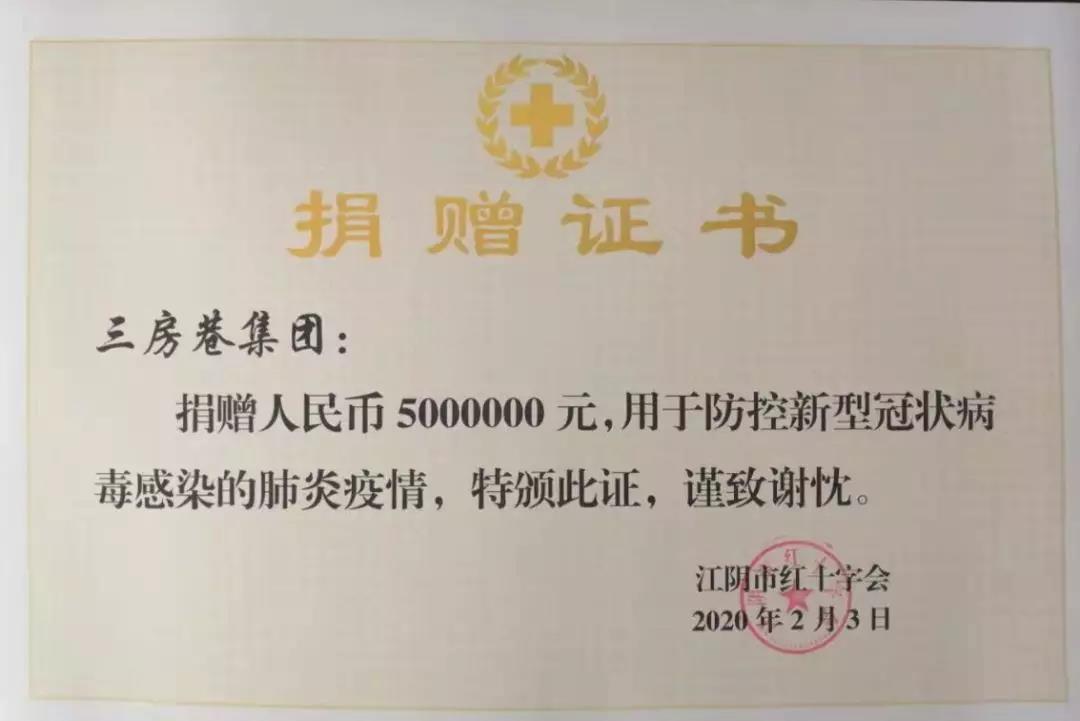 捐赠证书
三房巷集团：
捐赠人民币 5000000 元，用于防控新型冠状病
毒感染的肺炎疫情，特颁此证，谨致谢忱。
江阴市红十字会
2020 年 2 月 3 日